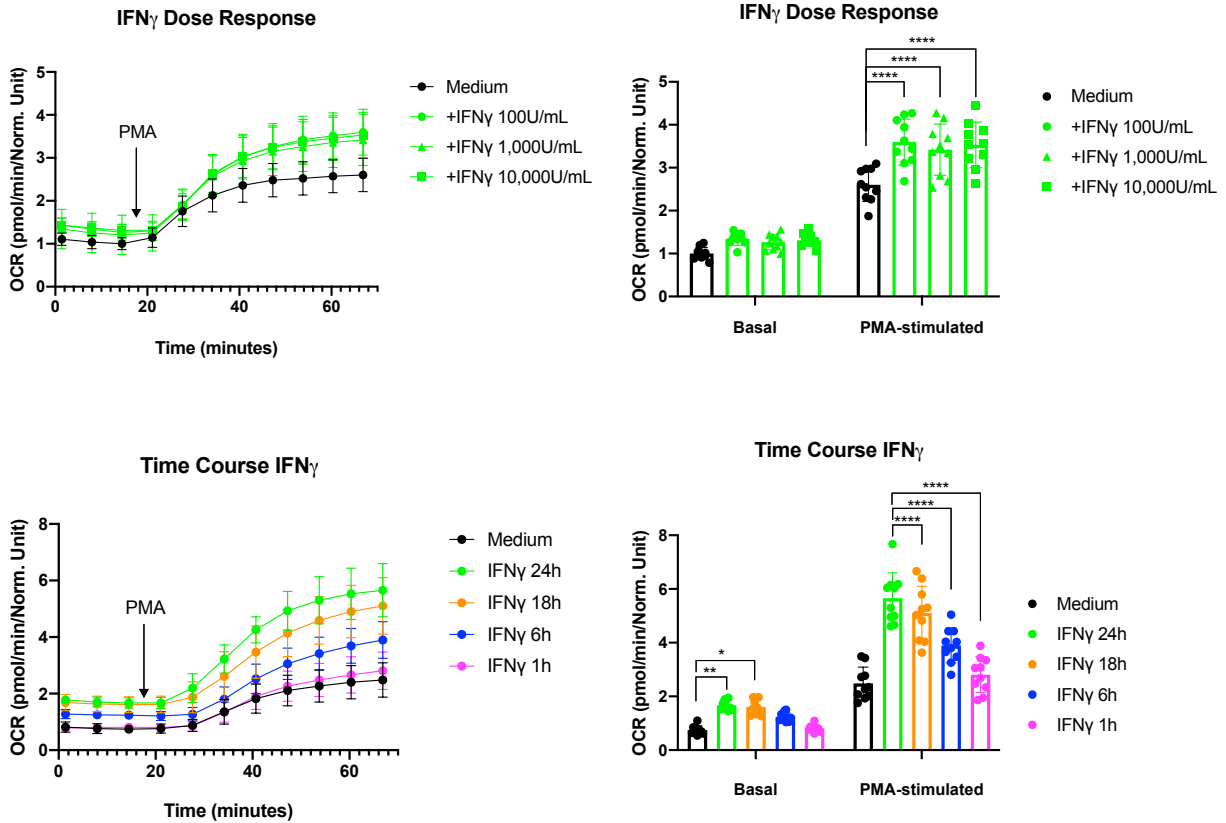 IFNγ Dose Response
OCR (pmol/min/Norm. Unit)
5
4
3
2
1
0
PMA
0 20 40 60
Time (minutes)
Medium
+IFNγ 100U/mL
+IFNγ 1,000U/mL
+IFNγ 10,000U/mL
IFNγ Dose Response
OCR (pmol/min/Norm. Unit)
5
4
3
2
1
0
****
****
****
Basal PMA-stimulated
Medium
+IFNγ 100U/mL
+IFNγ 1,000U/mL
+IFNγ 10,000U/mL
Time Course IFNγ
OCR (pmol/min/Norm. Unit)
8
6
4
2
0
PMA
0 20 40 60
Time (minutes)
Medium
IFNγ 24h
IFNγ 18h
IFNγ 6h
IFNγ 1h
Time Course IFNγ
OCR (pmol/min/Norm. Unit)
8
6
4
2
0
*
**
****
****
****
Basal PMA-stimulated
Medium
IFNγ 24h
IFNγ 18h
IFNγ 6h
IFNγ 1h